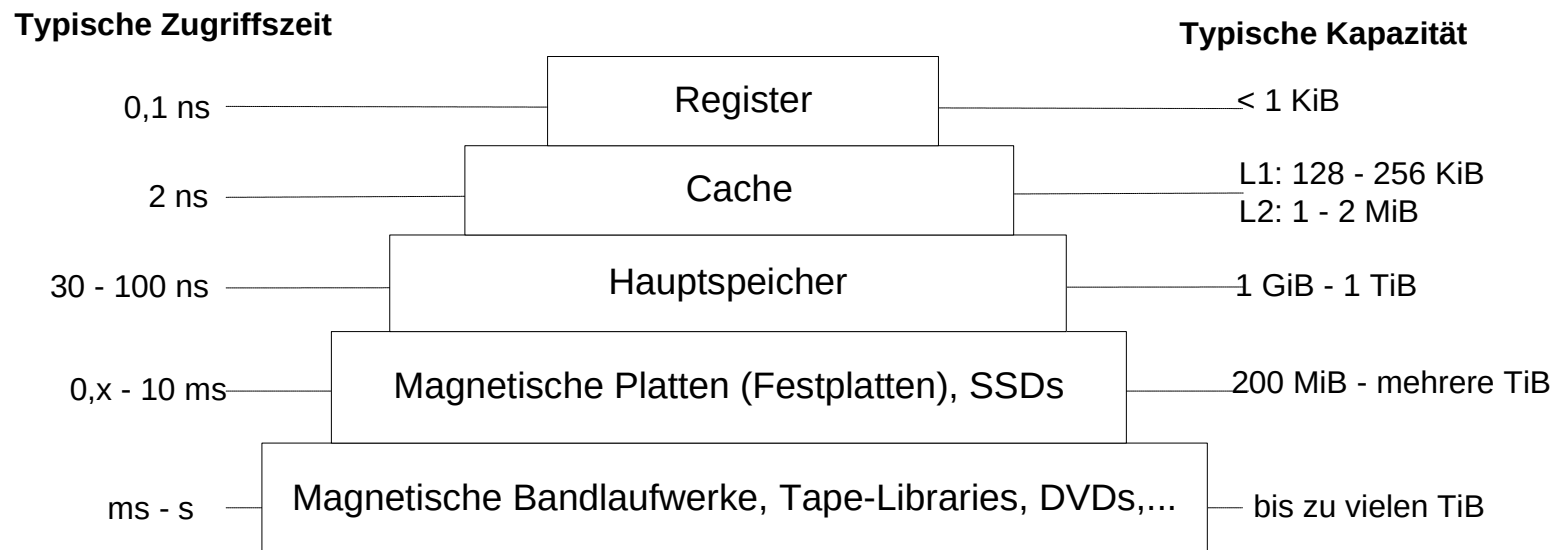 Typische Zugriffszeit
Typische Kapazität
0,1 ns
Register
< 1 KiB
2 ns
Cache
L1: 128 - 256 KiB
L2: 1 - 2 MiB
30 - 100 ns
Hauptspeicher
1 GiB - 1 TiB
0,x - 10 ms
Magnetische Platten (Festplatten), SSDs
200 MiB - mehrere TiB
ms - s
Magnetische Bandlaufwerke, Tape-Libraries, DVDs,...
bis zu vielen TiB